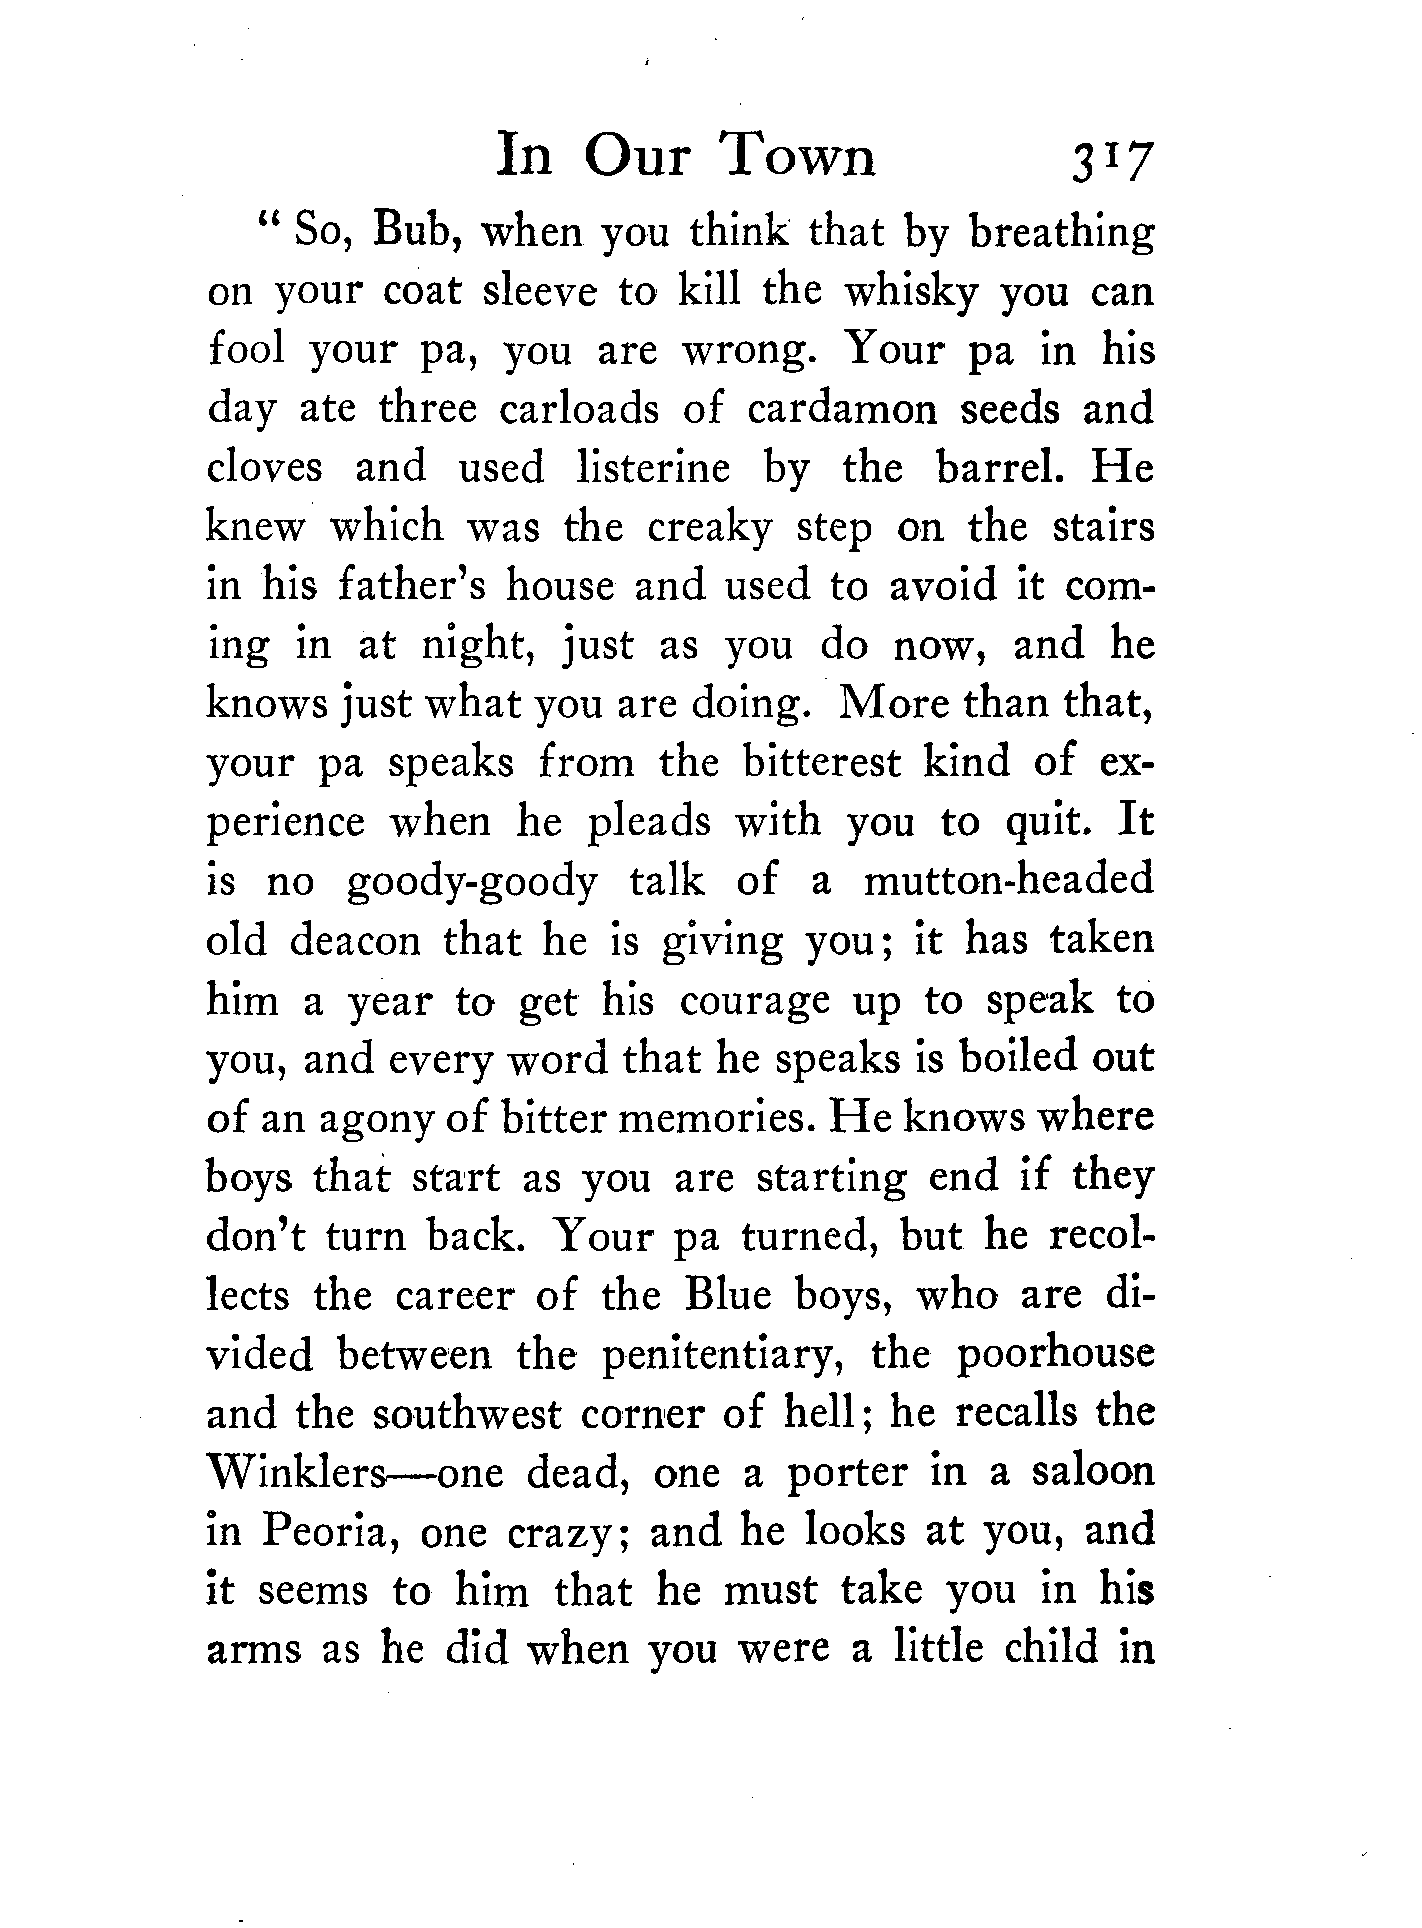 In Our Town 317
“ So, Bub, when you think that by breathing
on your coat sleeve to kill the whisky you can
fool your pa, you are wrong. Your pa in his
day ate three carloads of cardamon seeds and
cloves and used listerine by the barrel. He
knew which was the creaky step on the stairs
in his father’s house and used to avoid it com-
ing in at night, just as you do now, and he
knows just what you are doing. More than that,
your pa speaks from the bitterest kind of ex-
perience when he pleads with you to quit. It
is no goody-goody talk of a mutton-headed
old deacon that he is giving you; it has taken
him a year to get his courage up to speak to
you, and every word that he speaks is boiled out
of an agony of bitter memories. He knows where
boys that start as you are starting end if they
don’t turn back. Your pa turned, but he recol-
lects the career of the Blue boys, who are di-
vided between the penitentiary, the poorhouse
and the southwest corner of hell; he recalls the
Winklers—one dead, one a porter in a saloon
in Peoria, one crazy; and he looks at you, and
it seems to him that he must take you in his
arms as he did when you were a little child in